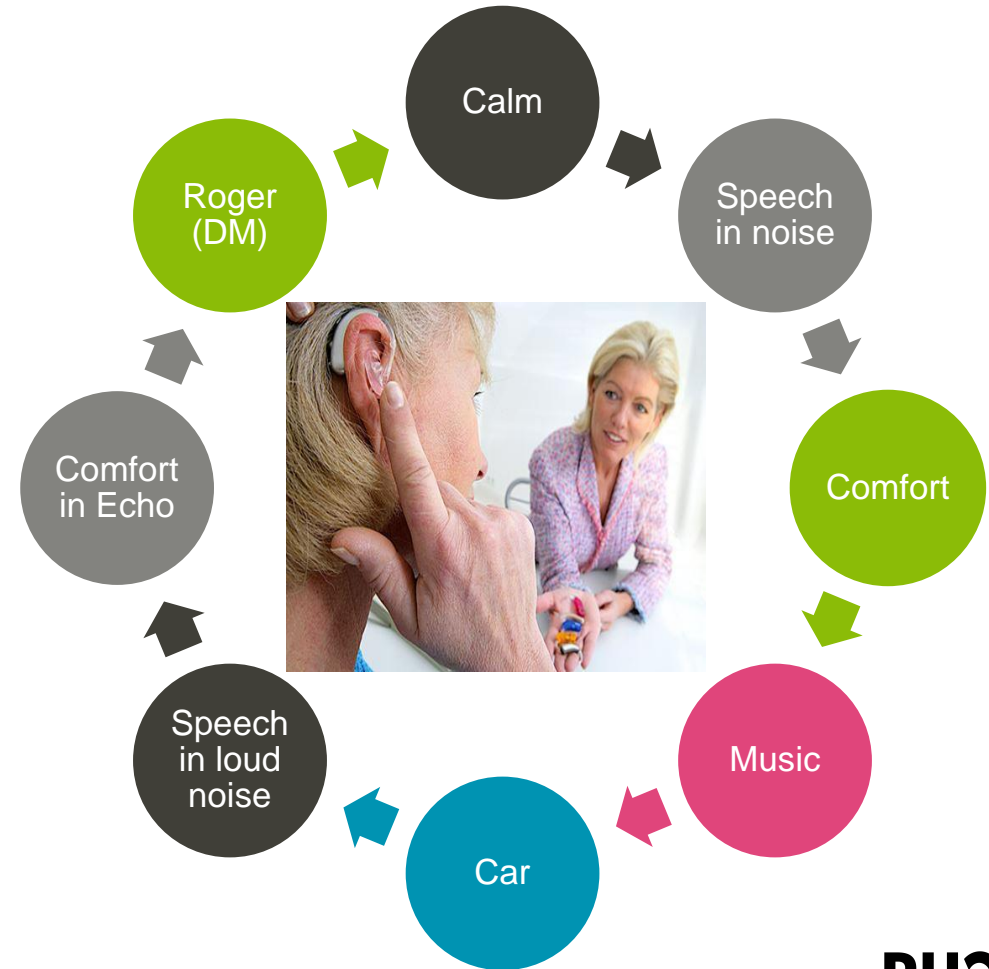 Calm
Speech
in noise
Comfort
Music
Car
Speech
in loud
noise
Comfort
in Echo
Roger
(DM)